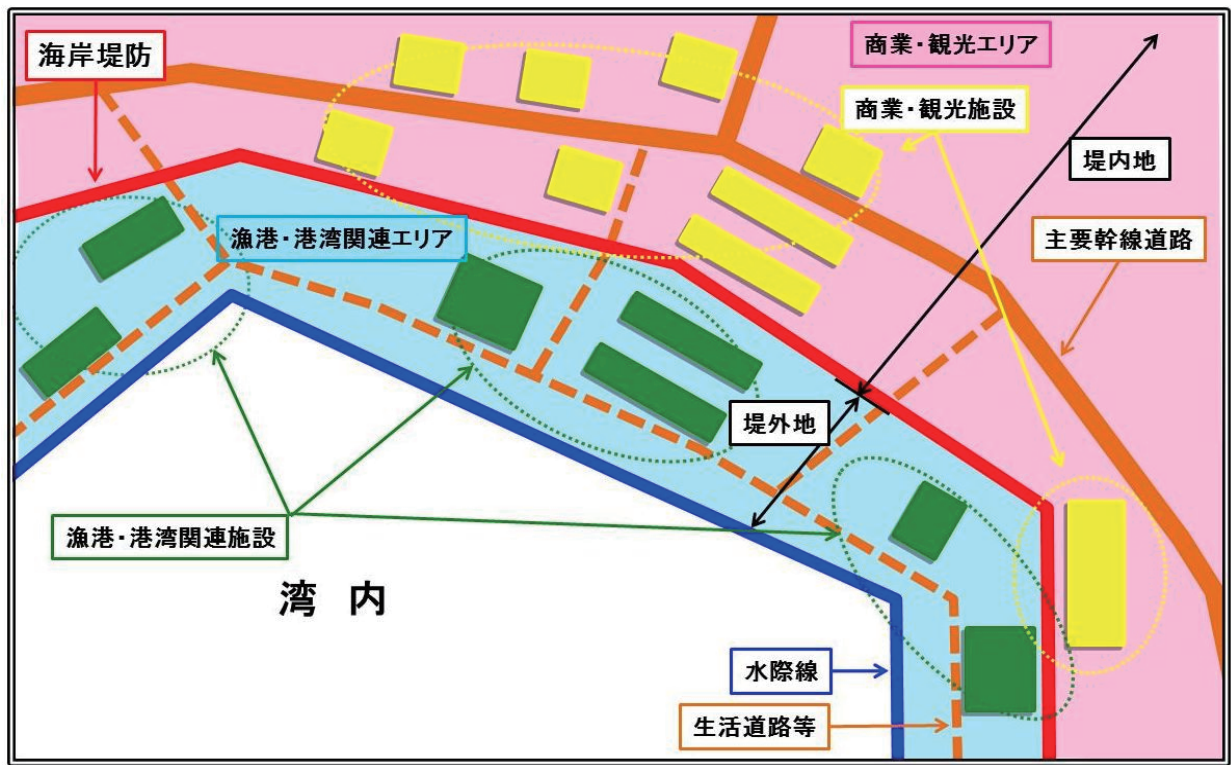 海岸堤防
商業・観光エリア
商業・観光施設
堤内地
漁港・港湾関連エリア
主要幹線道路
堤外地
漁港・港湾関連施設
湾 内
水際線
生活道路等